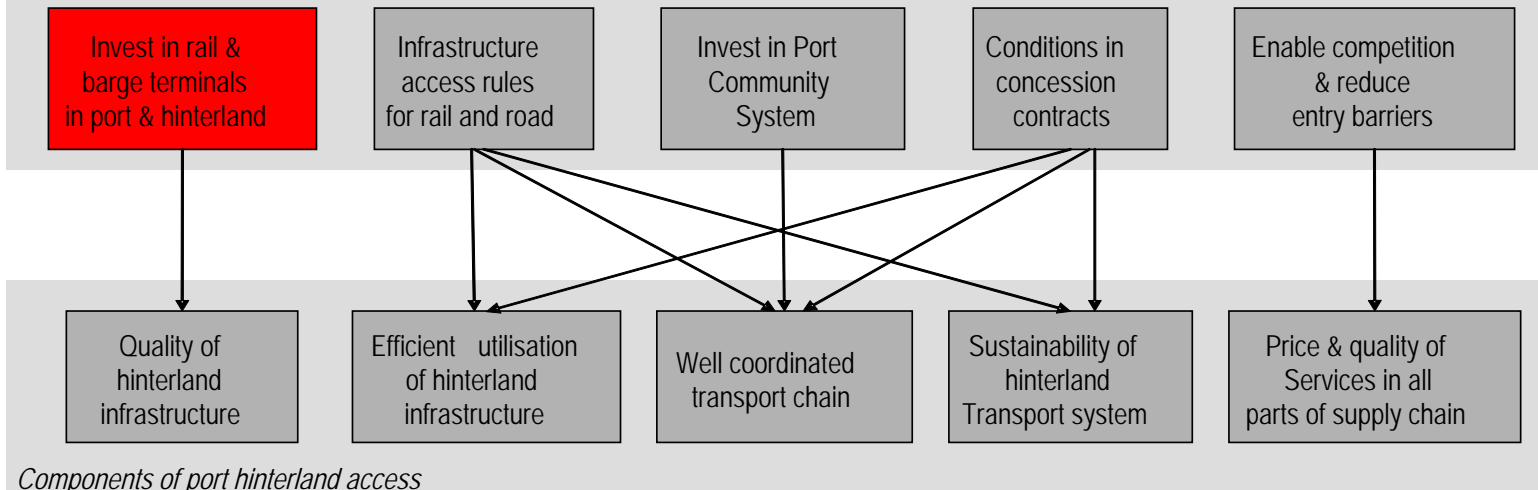 Invest in rail &
barge terminals
in port & hinterland
Infrastructure
access rules
for rail and road
Invest in Port
Community
System
Conditions in
concession
contracts
Enable competition
& reduce
entry barriers
Quality of
hinterland
infrastructure
Efficient utilisation
of hinterland
infrastructure
Well coordinated
transport chain
Sustainability of
hinterland
Transport system
Price & quality of
Services in all
parts of supply chain
Components of port hinterland access